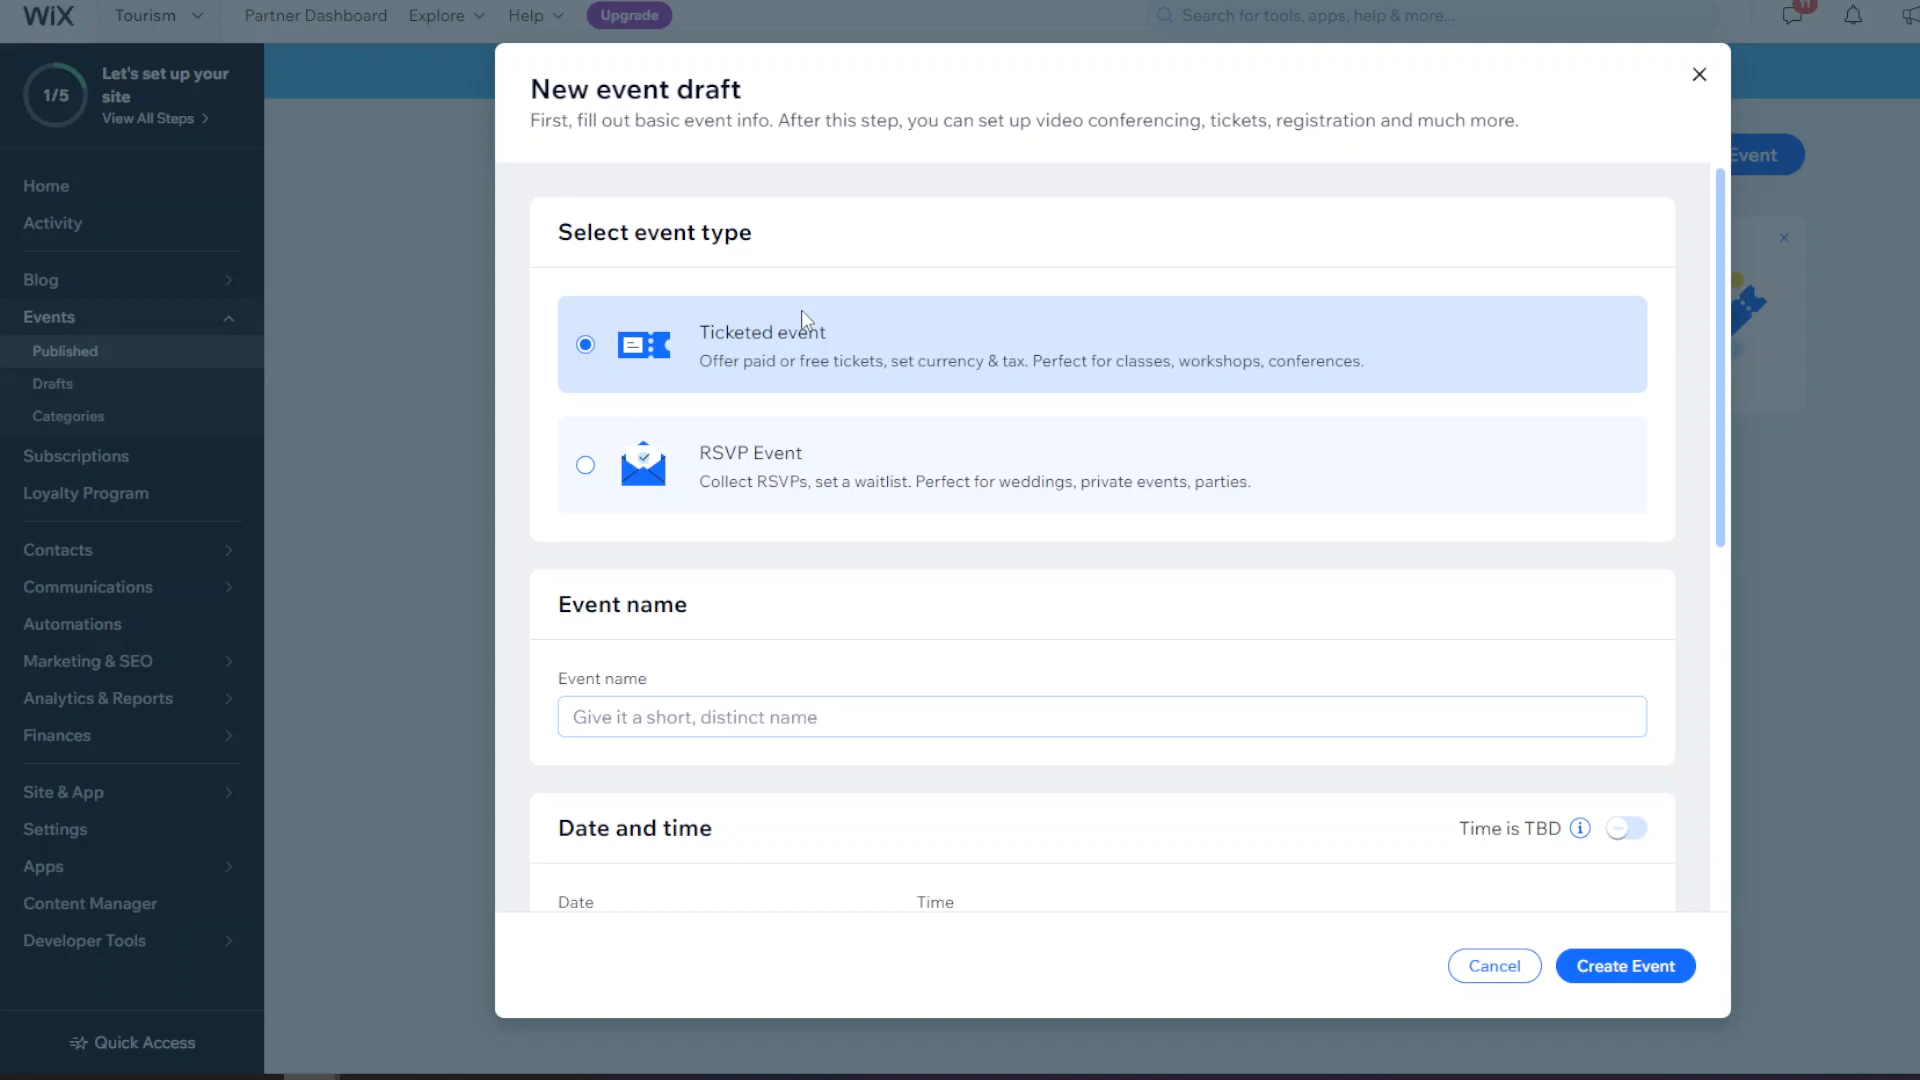 WiX
Tourism
Partner Dashboard
Explore
Help
Upgrade
Search for tools, apps, help & more...
11
1/5
Let's set up your
site
View All Steps
Home
Activity
Blog
Events
Published
Drafts
Categories
Subscriptions
Loyalty Program
Contacts
Communications
Automations
Marketing & SEO
Analytics & Reports
Finances
Site & App
Settings
Apps
Content Manager
Developer Tools
Quick Access
New event draft
First, fill out basic event info. After this step, you can set up video conferencing, tickets, registration and much more.
Event
Select event type
Ticketed event
Offer paid or free tickets, set currency & tax. Perfect for classes, workshops, conferences.
RSVP Event
Collect RSVPs, set a waitlist. Perfect for weddings, private events, parties.
Event name
Event name
Give it a short, distinct name
Date and time
Time is TBD
Date
Time
Cancel
Create Event